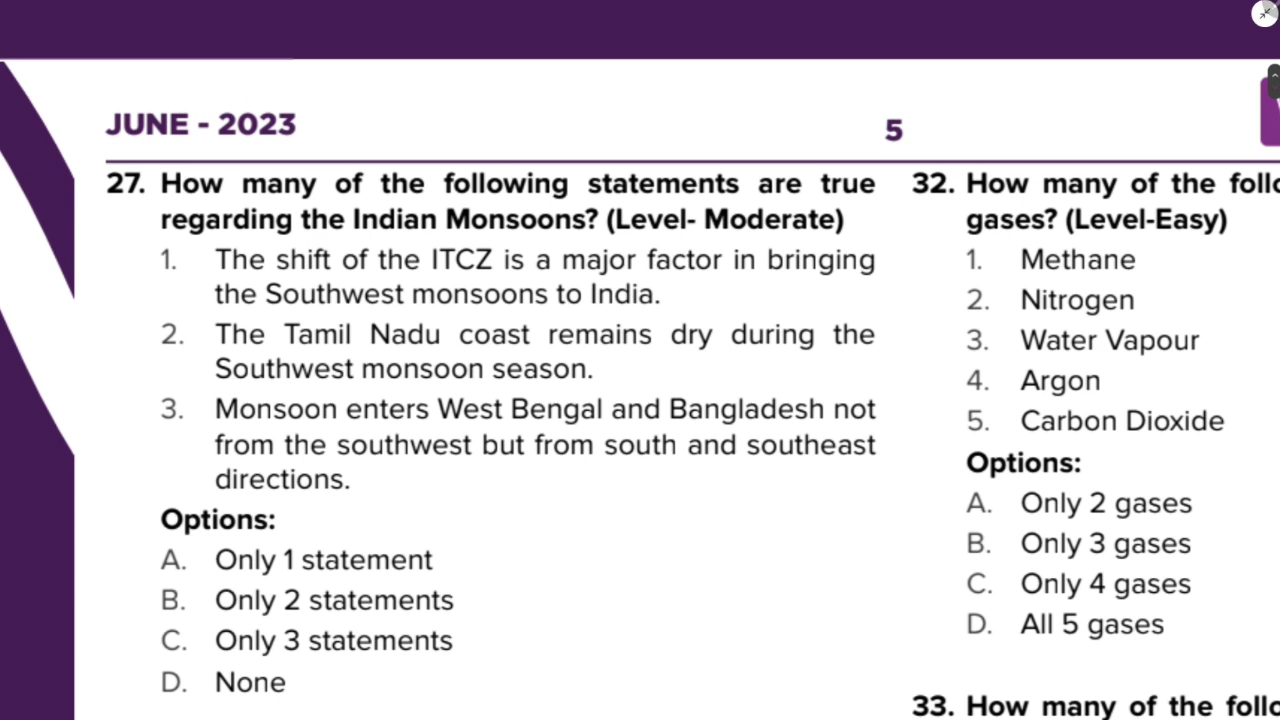 JUNE - 2023
5
27. How many of the following statements are true
regarding the Indian Monsoons? (Level- Moderate)
1. The shift of the ITCZ is a major factor in bringing
the Southwest monsoons to India.
2. The Tamil Nadu coast remains dry during the
Southwest monsoon season.
3. Monsoon enters West Bengal and Bangladesh not
from the southwest but from south and southeast
directions.
Options:
A. Only 1 statement
B. Only 2 statements
C. Only 3 statements
D. None
32. How many of the
gases? (Level-Easy)
1. Methane
2. Nitrogen
3. Water Vapour
4. Argon
5. Carbon Dioxide
Options:
A. Only 2 gases
B. Only 3 gases
C. Only 4 gases
D. All 5 gases
33. How many of the